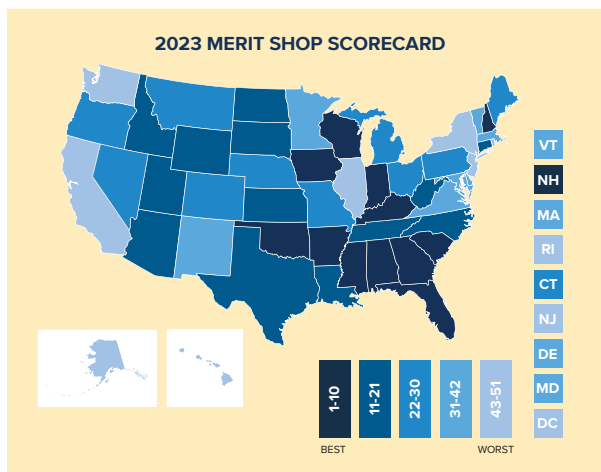 2023 MERIT SHOP SCORECARD
VT
NH
MA
RI
CT
NJ
DE
MD
DC
1-10
11-21
22-30
31-42
43-51
BEST
WORST